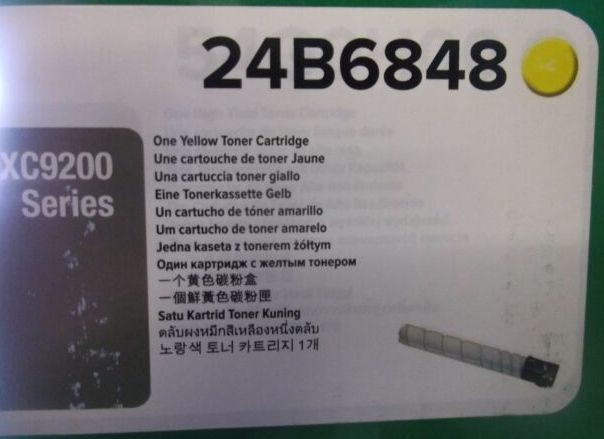 24B6848
XC9200
Series
One Yellow Toner Cartridge
Une cartouche de toner Jaune
Una cartuccia toner giallo
Eine Tonerkassette Gelb
Un cartucho de tóner amarillo
Um cartucho de toner amarelo
Jedna kaseta z tonerem żółtym
Один картридж с желтым тонером
一个黄色碳粉盒
一個鮮黃色碳粉匣
Satu Kartrid Toner Kuning
ตลับผงหมึกสีเหลืองหนึ่งตลับ
노랑색 토너 카트리지 1개